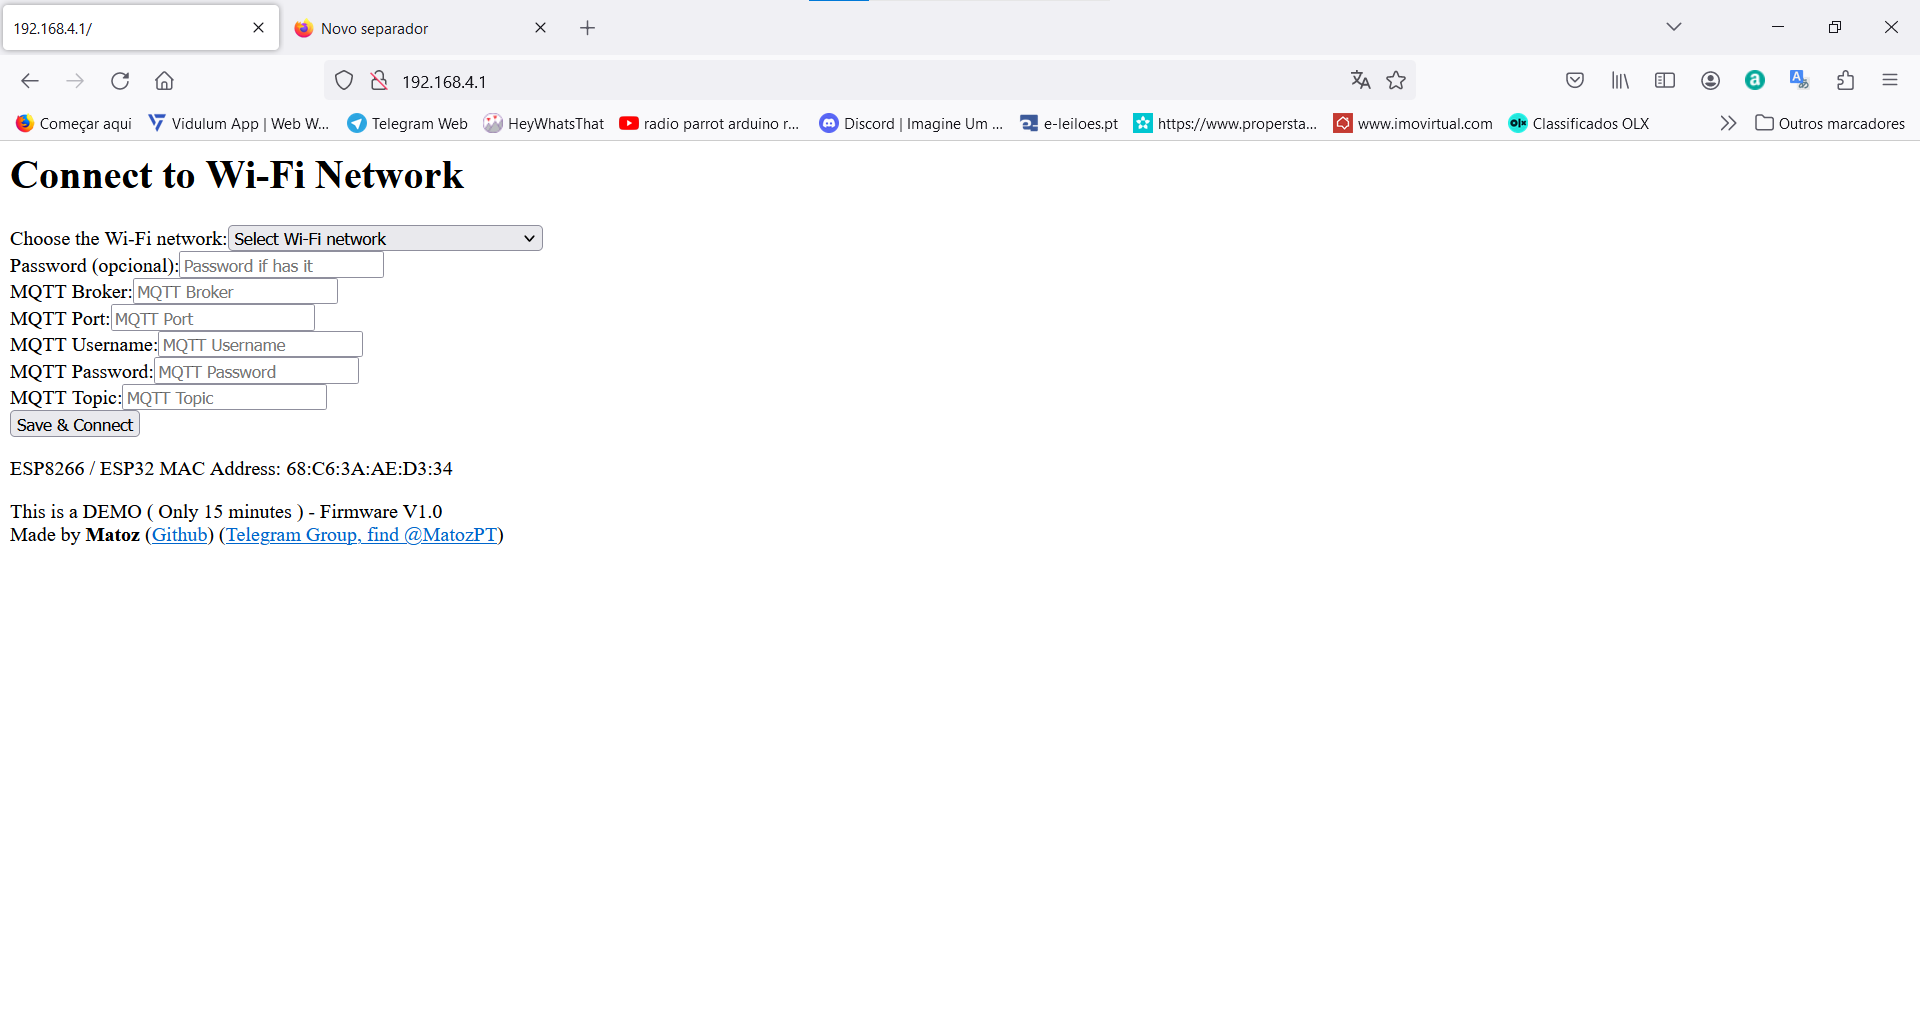 192.168.4.1/
Novo separador
192.168.4.1
Começar aqui
Vidulum App | Web W...
Telegram Web
HeyWhatsThat
radio parrot arduino r...
Discord | Imagine Um ...
e-leiloes.pt
https://www.propersta...
www.imovirtual.com
Classificados OLX
Outros marcadores
Connect to Wi-Fi Network
Choose the Wi-Fi network: Select Wi-Fi network
Password (opcional): Password if has it
MQTT Broker: MQTT Broker
MQTT Port: MQTT Port
MQTT Username: MQTT Username
MQTT Password: MQTT Password
MQTT Topic: MQTT Topic
Save & Connect
ESP8266 / ESP32 MAC Address: 68:C6:3A:AE:D3:34
This is a DEMO ( Only 15 minutes ) - Firmware V1.0
Made by Matoz (Github) (Telegram Group, find @MatozPT)